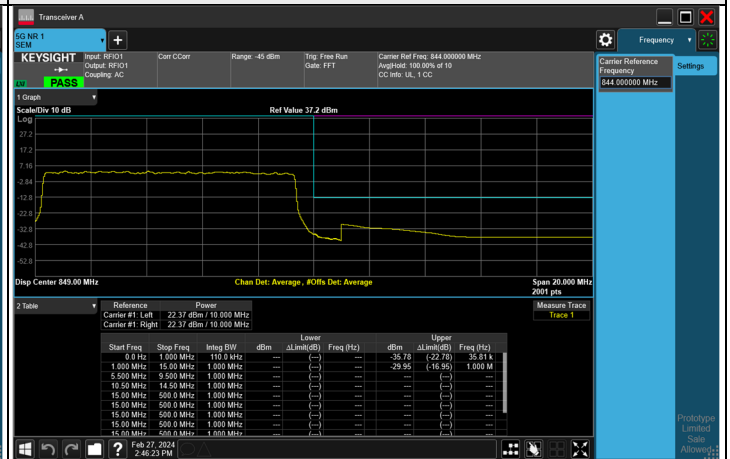 Transceiver A
5G NR 1
SEM
Frequency
KEYSIGHT
LXI
PASS
Input: RFIO1
Output: RFIO1
Coupling: AC
Corr CCorr
Range: -45 dBm
Trig: Free Run
Gate: FFT
Carrier Ref Freq: 844.000000 MHz
Avg|Hold: 100.00% of 10
CC Info: UL, 1 CC
Carrier Reference
Frequency
844.000000 MHz
Settings
1 Graph
Scale/Div 10 dB
Ref Value 37.2 dBm
Log
27.2
17.2
7.16
-2.84
-12.8
-22.8
-32.8
-42.8
-52.8
Disp Center 849.00 MHz
Chan Det: Average , #Offs Det: Average
Span 20.000 MHz
2001 pts
2 Table
Reference Power
Carrier #1: Left 22.37 dBm / 10.000 MHz
Carrier #1: Right 22.37 dBm / 10.000 MHz
Measure Trace
Trace 1
Lower Upper
Start Freq Stop Freq Integ BW dBm ΔLimit(dB) Freq (Hz) dBm ΔLimit(dB) Freq (Hz)
0.0 Hz 1.000 MHz 110.0 kHz --- (---) --- -35.78 (-22.78) 35.81 k
1.000 MHz 15.00 MHz 1.000 MHz --- (---) --- -29.95 (-16.95) 1.000 M
5.500 MHz 9.500 MHz 1.000 MHz --- (---) --- --- (---) ---
10.50 MHz 14.50 MHz 1.000 MHz --- (---) --- --- (---) ---
15.00 MHz 500.0 MHz 1.000 MHz --- (---) --- --- (---) ---
15.00 MHz 500.0 MHz 1.000 MHz --- (---) --- --- (---) ---
15.00 MHz 500.0 MHz 1.000 MHz --- (---) --- --- (---) ---
15.00 MHz 500.0 MHz 1.000 MHz --- (---) --- --- (---) ---
Prototype
Limited
Sale
Allowed
?
Feb 27, 2024
2:46:23 PM